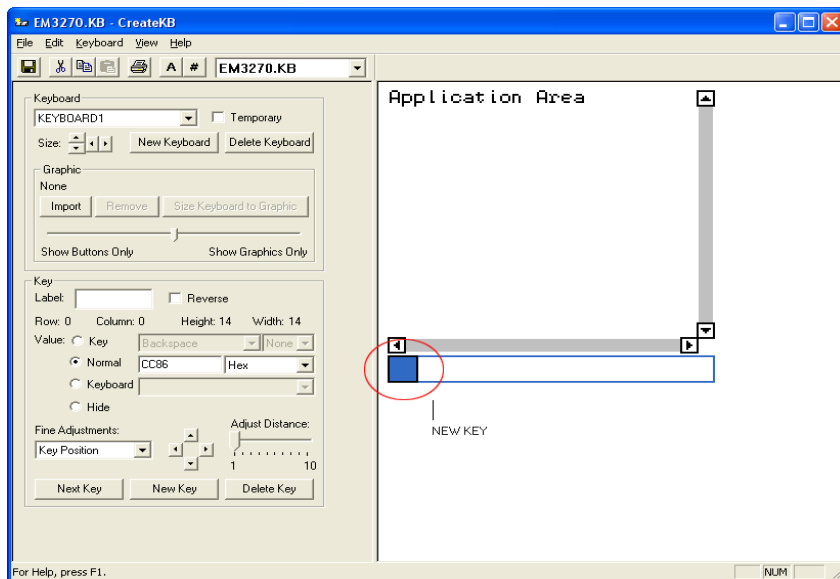 EM3270.KB - CreateKB
File Edit Keyboard View Help
A # EM3270.KB
Keyboard
KEYBOARD1 Temporary
Size: New Keyboard Delete Keyboard
Graphic
None
Import Remove Size Keyboard to Graphic
Show Buttons Only Show Graphics Only
Key
Label: Reverse
Row: 0 Column: 0 Height: 14 Width: 14
Value: Key Backspace None
Normal CC86 Hex
Keyboard
Hide
Fine Adjustments: Adjust Distance:
Key Position
1 10
Next Key New Key Delete Key
Application Area
NEW KEY
For Help, press F1. NUM